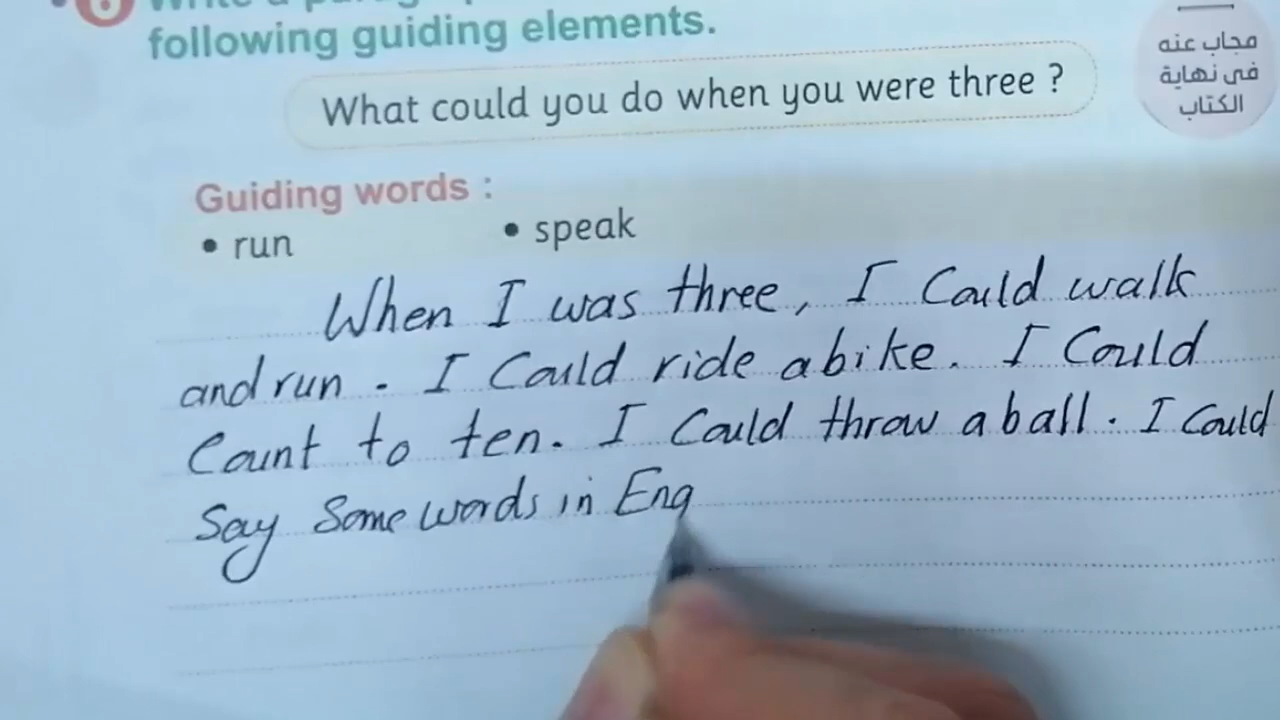 6 Write a
following guiding elements.
مجاب عنه
فى نهاية
الكتاب
What could you do when you were three ?
Guiding words :
• run • speak
When I was three, I Could walk
and run. I Could ride a bike. I Could
Count to ten. I Could throw a ball. I Could
Say Some words in Eng